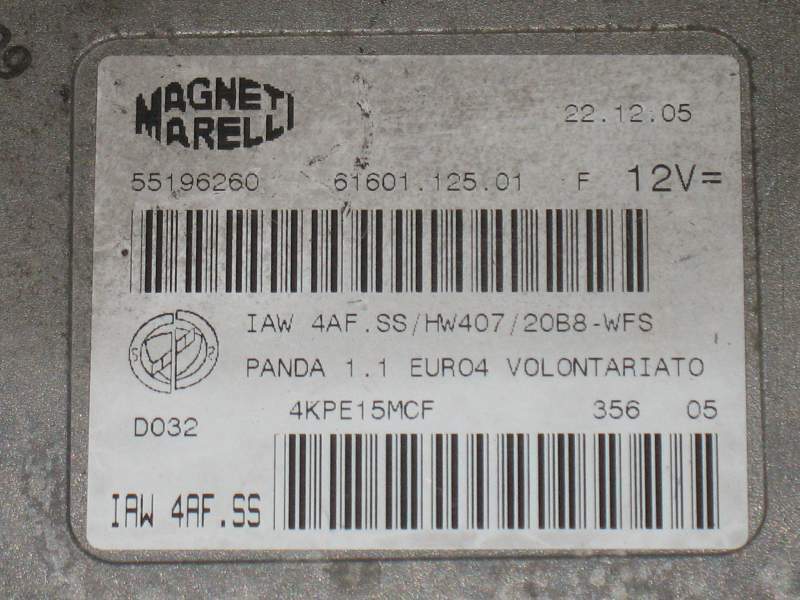 MAGNETI
MARELLI
22.12.05
55196260 61601.125.01 F 12V=
IAW 4AF.SS/HW407/20B8-WFS
PANDA 1.1 EURO4 VOLONTARIATO
4KPE15MCF 356 05
D032
IAW 4AF.SS